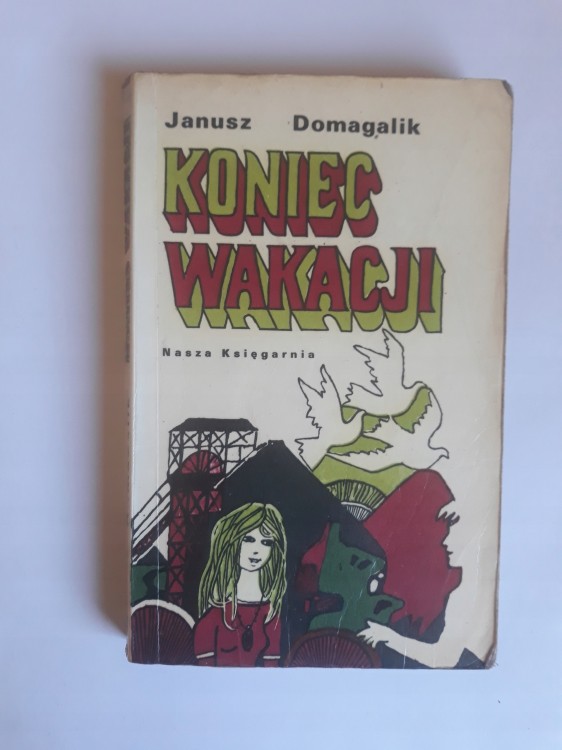 Janusz Domagalik
KONIEC
WAKACJI
Nasza Księgarnia